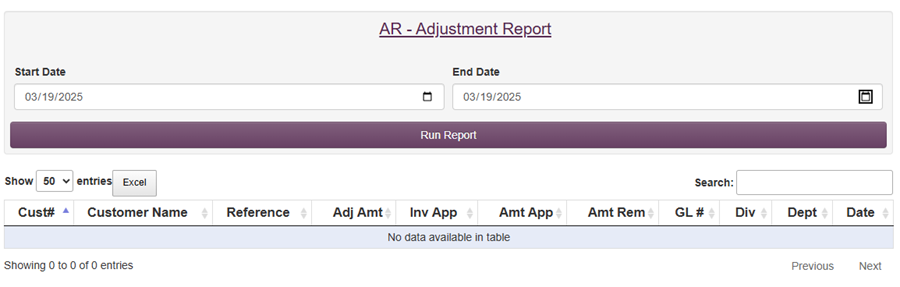 AR - Adjustment Report
Start Date End Date
03/19/2025 03/19/2025
Run Report
Show 50 entries Excel Search:
Cust# Customer Name Reference Adj Amt Inv App Amt App Amt Rem GL # Div Dept Date
No data available in table
Showing 0 to 0 of 0 entries Previous Next